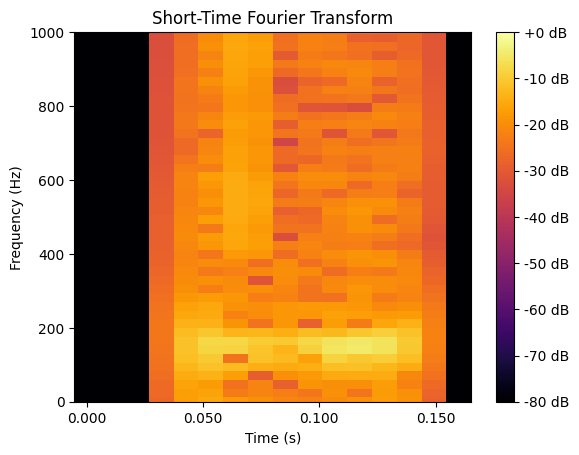 Short-Time Fourier Transform
1000
800
600
400
200
0
Frequency (Hz)
0.000
0.050
0.100
0.150
Time (s)
+0 dB
-10 dB
-20 dB
-30 dB
-40 dB
-50 dB
-60 dB
-70 dB
-80 dB